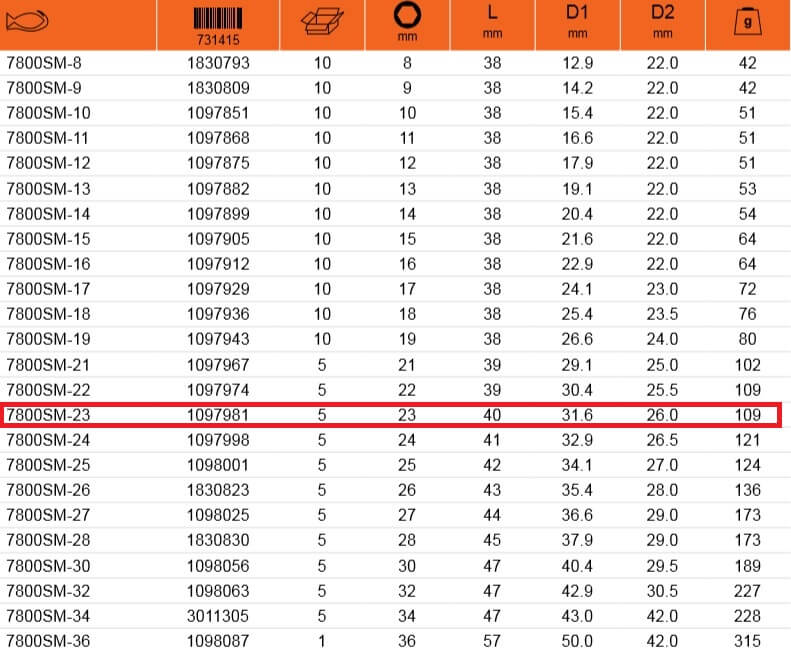 731415 mm L mm D1 mm D2 mm g
7800SM-8 1830793 10 8 38 12.9 22.0 42
7800SM-9 1830809 10 9 38 14.2 22.0 42
7800SM-10 1097851 10 10 38 15.4 22.0 51
7800SM-11 1097868 10 11 38 16.6 22.0 51
7800SM-12 1097875 10 12 38 17.9 22.0 51
7800SM-13 1097882 10 13 38 19.1 22.0 53
7800SM-14 1097899 10 14 38 20.4 22.0 54
7800SM-15 1097905 10 15 38 21.6 22.0 64
7800SM-16 1097912 10 16 38 22.9 22.0 64
7800SM-17 1097929 10 17 38 24.1 23.0 72
7800SM-18 1097936 10 18 38 25.4 23.5 76
7800SM-19 1097943 10 19 38 26.6 24.0 80
7800SM-21 1097967 5 21 39 29.1 25.0 102
7800SM-22 1097974 5 22 39 30.4 25.5 109
7800SM-23 1097981 5 23 40 31.6 26.0 109
7800SM-24 1097998 5 24 41 32.9 26.5 121
7800SM-25 1098001 5 25 42 34.1 27.0 124
7800SM-26 1830823 5 26 43 35.4 28.0 136
7800SM-27 1098025 5 27 44 36.6 29.0 173
7800SM-28 1830830 5 28 45 37.9 29.0 173
7800SM-30 1098056 5 30 47 40.4 29.5 189
7800SM-32 1098063 5 32 47 42.9 30.5 227
7800SM-34 3011305 5 34 47 43.0 42.0 228
7800SM-36 1098087 1 36 57 50.0 42.0 315